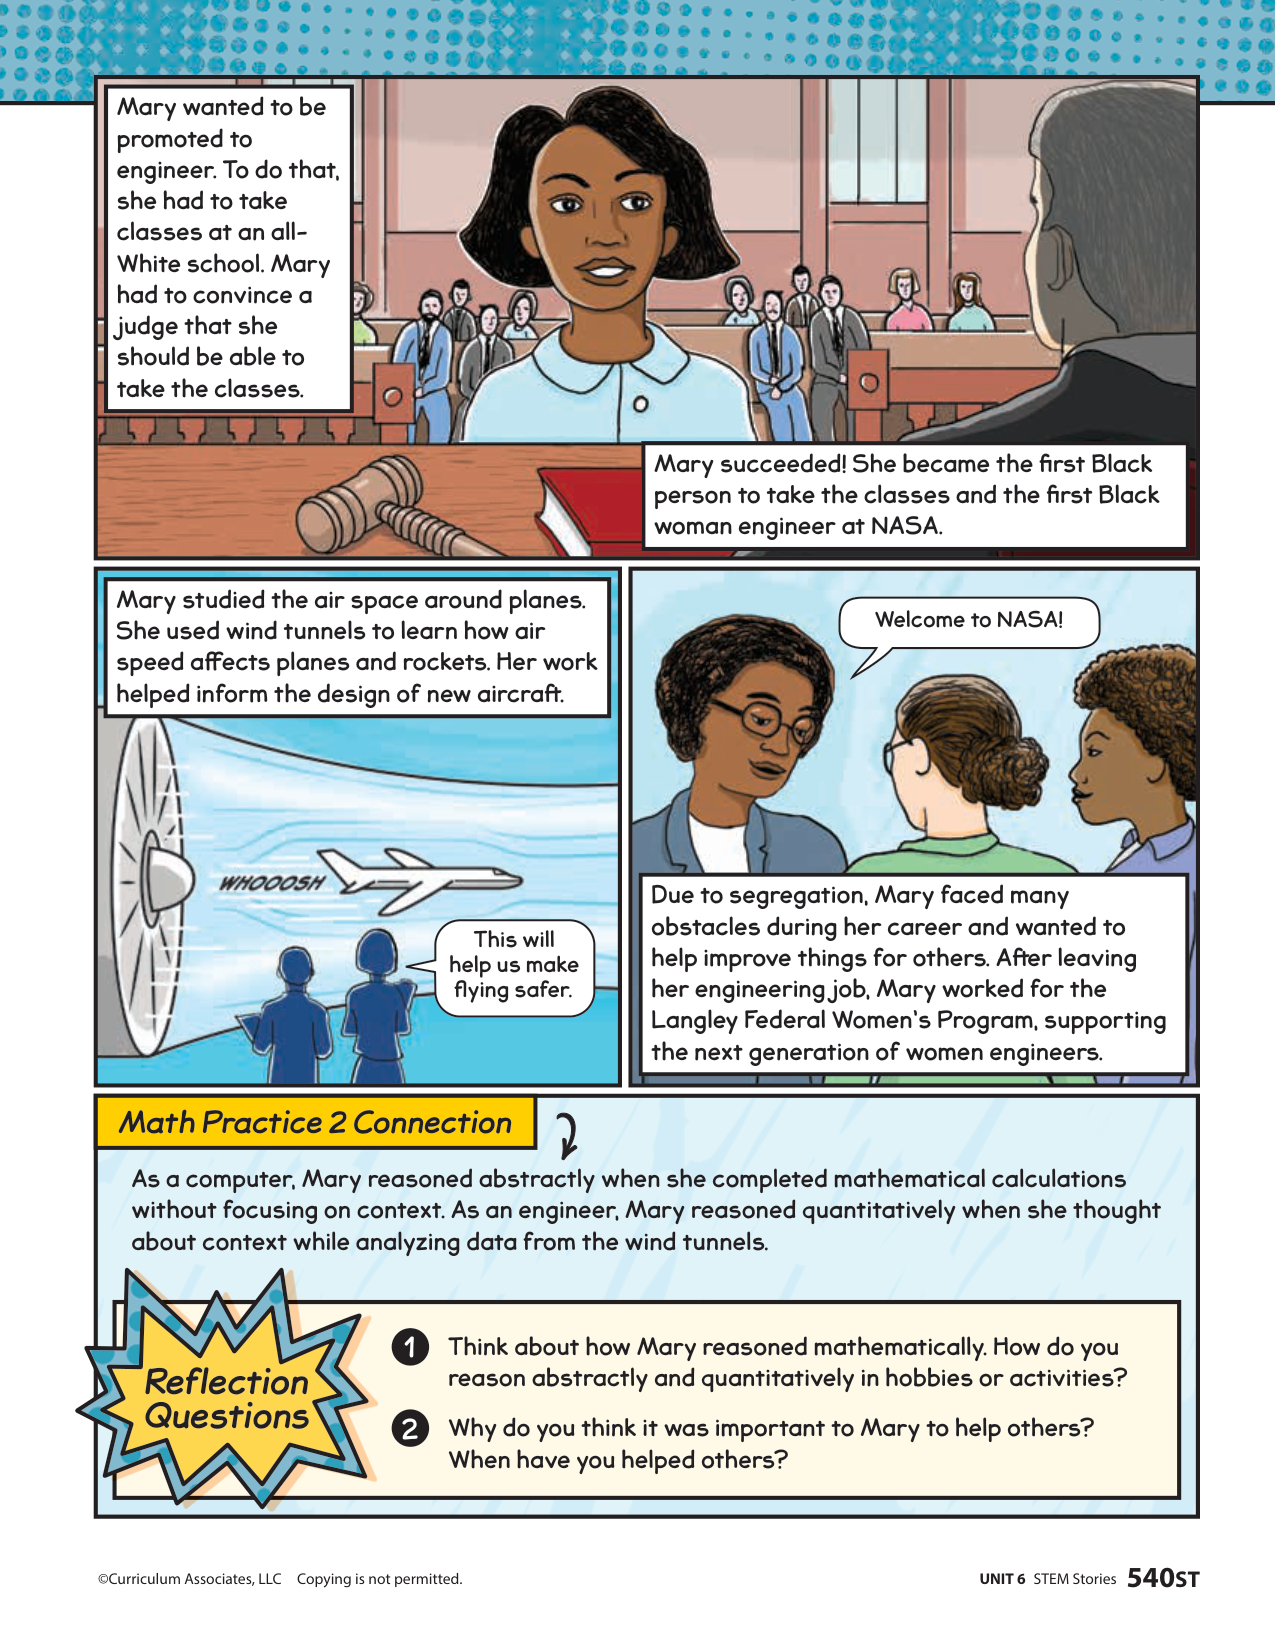 Mary wanted to be
promoted to
engineer. To do that,
she had to take
classes at an all-
White school. Mary
had to convince a
judge that she
should be able to
take the classes.
Mary succeeded! She became the first Black
person to take the classes and the first Black
woman engineer at NASA.
Mary studied the air space around planes.
She used wind tunnels to learn how air
speed affects planes and rockets. Her work
helped inform the design of new aircraft.
WHOOOSH
This will
help us make
flying safer.
Welcome to NASA!
Due to segregation, Mary faced many
obstacles during her career and wanted to
help improve things for others. After leaving
her engineering job, Mary worked for the
Langley Federal Women's Program, supporting
the next generation of women engineers.
Math Practice 2 Connection
As a computer, Mary reasoned abstractly when she completed mathematical calculations
without focusing on context. As an engineer, Mary reasoned quantitatively when she thought
about context while analyzing data from the wind tunnels.
Reflection
Questions
1 Think about how Mary reasoned mathematically. How do you
reason abstractly and quantitatively in hobbies or activities?
2 Why do you think it was important to Mary to help others?
When have you helped others?
©Curriculum Associates, LLC Copying is not permitted.
UNIT 6 STEM Stories 540ST